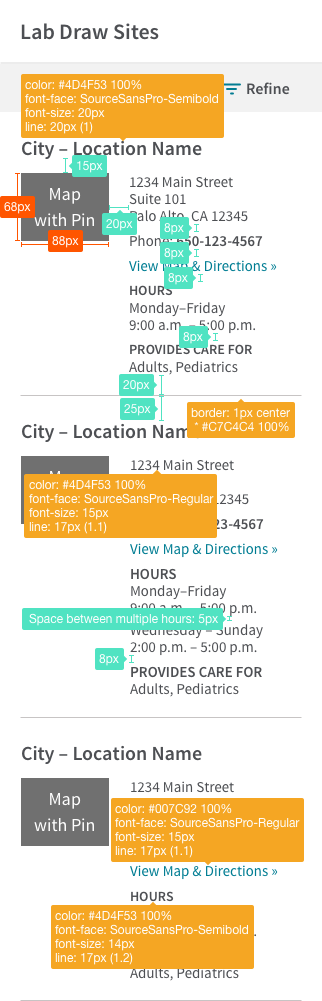 Lab Draw Sites
color: #4D4F53 100%
font-face: SourceSansPro-Semibold
font-size: 20px
line: 20px (1)
Refine
City – Location Name
15px
Map
with Pin
68px
88px
20px
1234 Main Street
Suite 101
Palo Alto, CA 12345
8px
Phone: 650-123-4567
8px
View Map & Directions »
8px
HOURS
Monday–Friday
9:00 a.m. – 5:00 p.m.
8px
PROVIDES CARE FOR
Adults, Pediatrics
20px
25px
border: 1px center
* #C7C4C4 100%
City – Location Name
1234 Main Street
color: #4D4F53 100%
font-face: SourceSansPro-Regular
font-size: 15px
line: 17px (1.1)
12345
23-4567
View Map & Directions »
HOURS
Monday–Friday
9:00 a.m. – 5:00 p.m.
Space between multiple hours: 5px
Wednesday – Sunday
2:00 p.m. – 5:00 p.m.
8px
PROVIDES CARE FOR
Adults, Pediatrics
City – Location Name
Map
with Pin
1234 Main Street
color: #007C92 100%
font-face: SourceSansPro-Regular
font-size: 15px
line: 17px (1.1)
View Map & Directions »
HOURS
color: #4D4F53 100%
font-face: SourceSansPro-Semibold
font-size: 14px
line: 17px (1.2)
Adults, Pediatrics